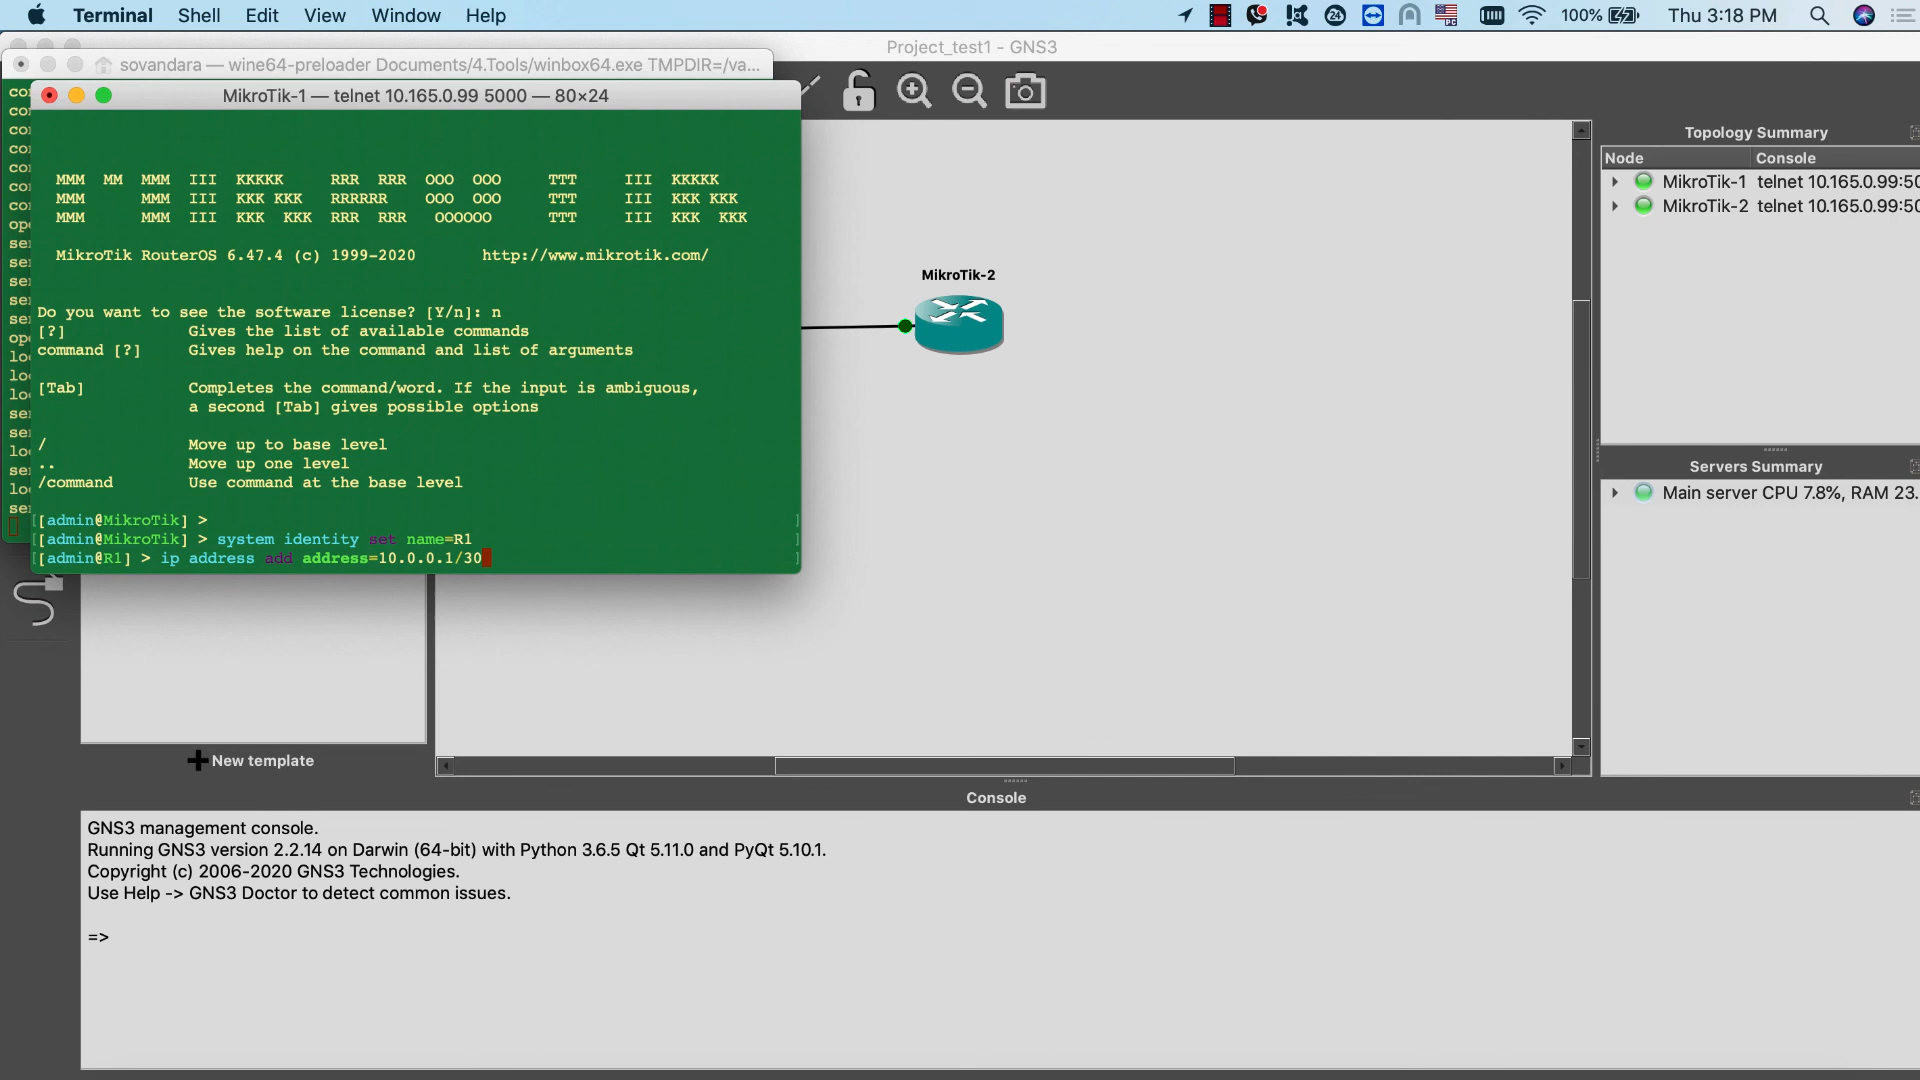 Terminal Shell Edit View Window Help
24
100%
Thu 3:18 PM
Project_test1 - GNS3
sovandara — wine64-preloader Documents/4.Tools/winbox64.exe TMPDIR=/va...
MikroTik-1 — telnet 10.165.0.99 5000 — 80×24
MMM MM MMM III KKKKK RRR RRR OOO OOO TTT III KKKKK
MMM MMM III KKK KKK RRRRRR OOO OOO TTT III KKK KKK
MMM MMM III KKK KKK RRR RRR OOOOOO TTT III KKK KKK
MikroTik RouterOS 6.47.4 (c) 1999-2020 http://www.mikrotik.com/
Do you want to see the software license? [Y/n]: n
[?] Gives the list of available commands
command [?] Gives help on the command and list of arguments
[Tab] Completes the command/word. If the input is ambiguous,
a second [Tab] gives possible options
/ Move up to base level
.. Move up one level
/command Use command at the base level
[[admin@MikroTik] > ]
[[admin@MikroTik] > system identity set name=R1 ]
[[admin@R1] > ip address add address=10.0.0.1/30 ]
MikroTik-2
Topology Summary
Node Console
MikroTik-1 telnet 10.165.0.99:50
MikroTik-2 telnet 10.165.0.99:50
Servers Summary
Main server CPU 7.8%, RAM 23.
New template
Console
GNS3 management console.
Running GNS3 version 2.2.14 on Darwin (64-bit) with Python 3.6.5 Qt 5.11.0 and PyQt 5.10.1.
Copyright (c) 2006-2020 GNS3 Technologies.
Use Help -> GNS3 Doctor to detect common issues.
=>